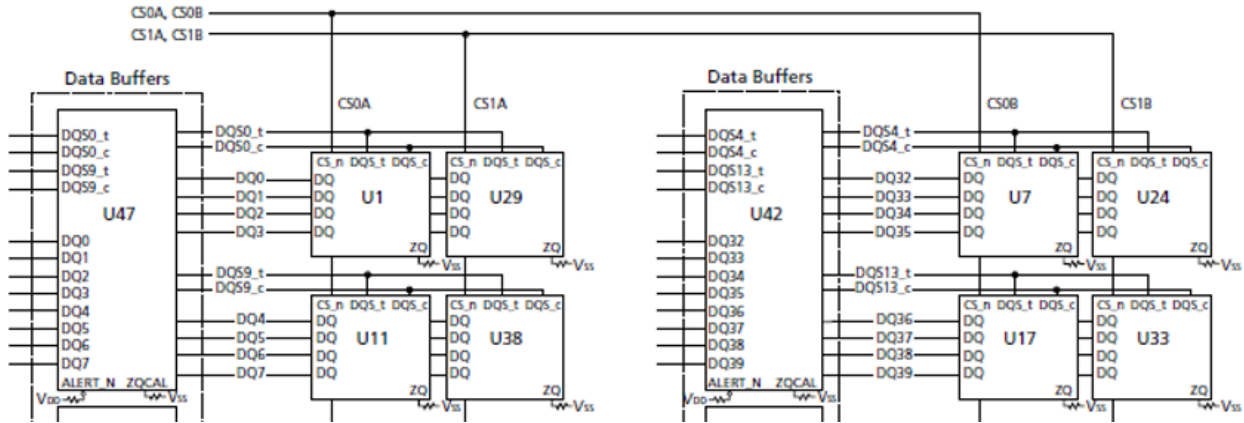 CS0A, CS0B
CS1A, CS1B
Data Buffers
CS0A
CS1A
DQS0_t
DQS0_c
DQS9_t
DQS9_c
U47
DQ0
DQ1
DQ2
DQ3
DQ4
DQ5
DQ6
DQ7
ALERT_N ZQCAL
VDD
VSS
DQS0_t
DQS0_c
CS_n DQS_t DQS_c
CS_n DQS_t DQS_c
DQ0 DQ DQ
DQ1 DQ U1 DQ U29
DQ2 DQ DQ
DQ3 DQ DQ
ZQ ZQ
VSS VSS
DQS9_t
DQS9_c
CS_n DQS_t DQS_c
CS_n DQS_t DQS_c
DQ4 DQ DQ
DQ5 DQ U11 DQ U38
DQ6 DQ DQ
DQ7 DQ DQ
ZQ ZQ
VSS VSS
Data Buffers
CS0B
CS1B
DQS4_t
DQS4_c
DQS13_t
DQS13_c
U42
DQ32
DQ33
DQ34
DQ35
DQ36
DQ37
DQ38
DQ39
ALERT_N ZQCAL
VDD
VSS
DQS4_t
DQS4_c
CS_n DQS_t DQS_c
CS_n DQS_t DQS_c
DQ32 DQ DQ
DQ33 DQ U7 DQ U24
DQ34 DQ DQ
DQ35 DQ DQ
ZQ ZQ
VSS VSS
DQS13_t
DQS13_c
CS_n DQS_t DQS_c
CS_n DQS_t DQS_c
DQ36 DQ DQ
DQ37 DQ U17 DQ U33
DQ38 DQ DQ
DQ39 DQ DQ
ZQ ZQ
VSS VSS